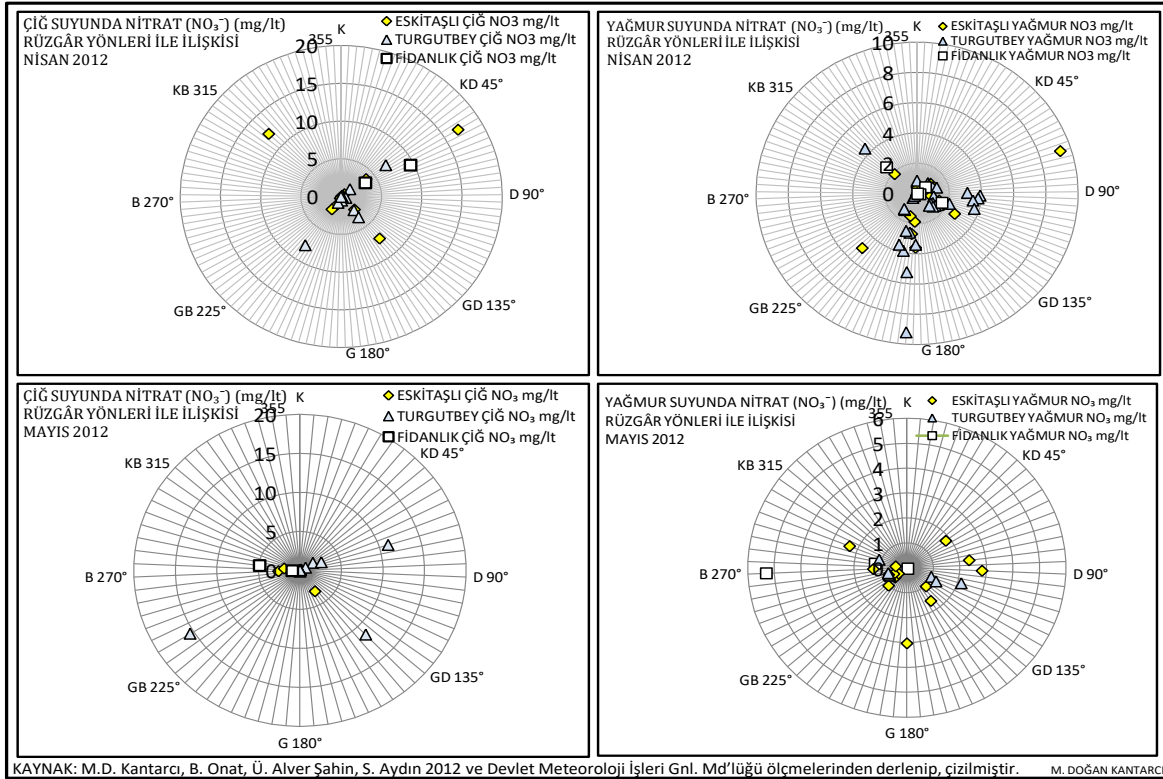 ÇİĞ SUYUNDA NİTRAT (NO₃⁻) (mg/lt)
RÜZGÂR YÖNLERİ İLE İLİŞKİSİ
NİSAN 2012
ESKİTAŞLI ÇİĞ NO3 mg/lt
TURGUTBEY ÇİĞ NO3 mg/lt
FİDANLIK ÇİĞ NO3 mg/lt
355
K
KD 45°
D 90°
GD 135°
G 180°
GB 225°
B 270°
KB 315
20
15
10
5
0
YAĞMUR SUYUNDA NİTRAT (NO₃⁻) (mg/lt)
RÜZGÂR YÖNLERİ İLE İLİŞKİSİ
NİSAN 2012
ESKİTAŞLI YAĞMUR NO3 mg/lt
TURGUTBEY YAĞMUR NO3 mg/lt
FİDANLIK YAĞMUR NO3 mg/lt
355
K
KD 45°
D 90°
GD 135°
G 180°
GB 225°
B 270°
KB 315
10
8
6
4
2
0
ÇİĞ SUYUNDA NİTRAT (NO₃⁻) (mg/lt)
RÜZGÂR YÖNLERİ İLE İLİŞKİSİ
MAYIS 2012
ESKİTAŞLI ÇİĞ NO₃ mg/lt
TURGUTBEY ÇİĞ NO₃ mg/lt
FİDANLIK ÇİĞ NO₃ mg/lt
355
K
KD 45°
D 90°
GD 135°
G 180°
GB 225°
B 270°
KB 315
20
15
10
5
0
YAĞMUR SUYUNDA NİTRAT (NO₃⁻) (mg/lt)
RÜZGÂR YÖNLERİ İLE İLİŞKİSİ
MAYIS 2012
ESKİTAŞLI YAĞMUR NO₃ mg/lt
TURGUTBEY YAĞMUR NO₃ mg/lt
FİDANLIK YAĞMUR NO₃ mg/lt
355
K
KD 45°
D 90°
GD 135°
G 180°
GB 225°
B 270°
KB 315
6
5
4
3
2
1
0
KAYNAK: M.D. Kantarcı, B. Onat, Ü. Alver Şahin, S. Aydın 2012 ve Devlet Meteoroloji İşleri Gnl. Md'lüğü ölçmelerinden derlenip, çizilmiştir. M. DOĞAN KANTARCI